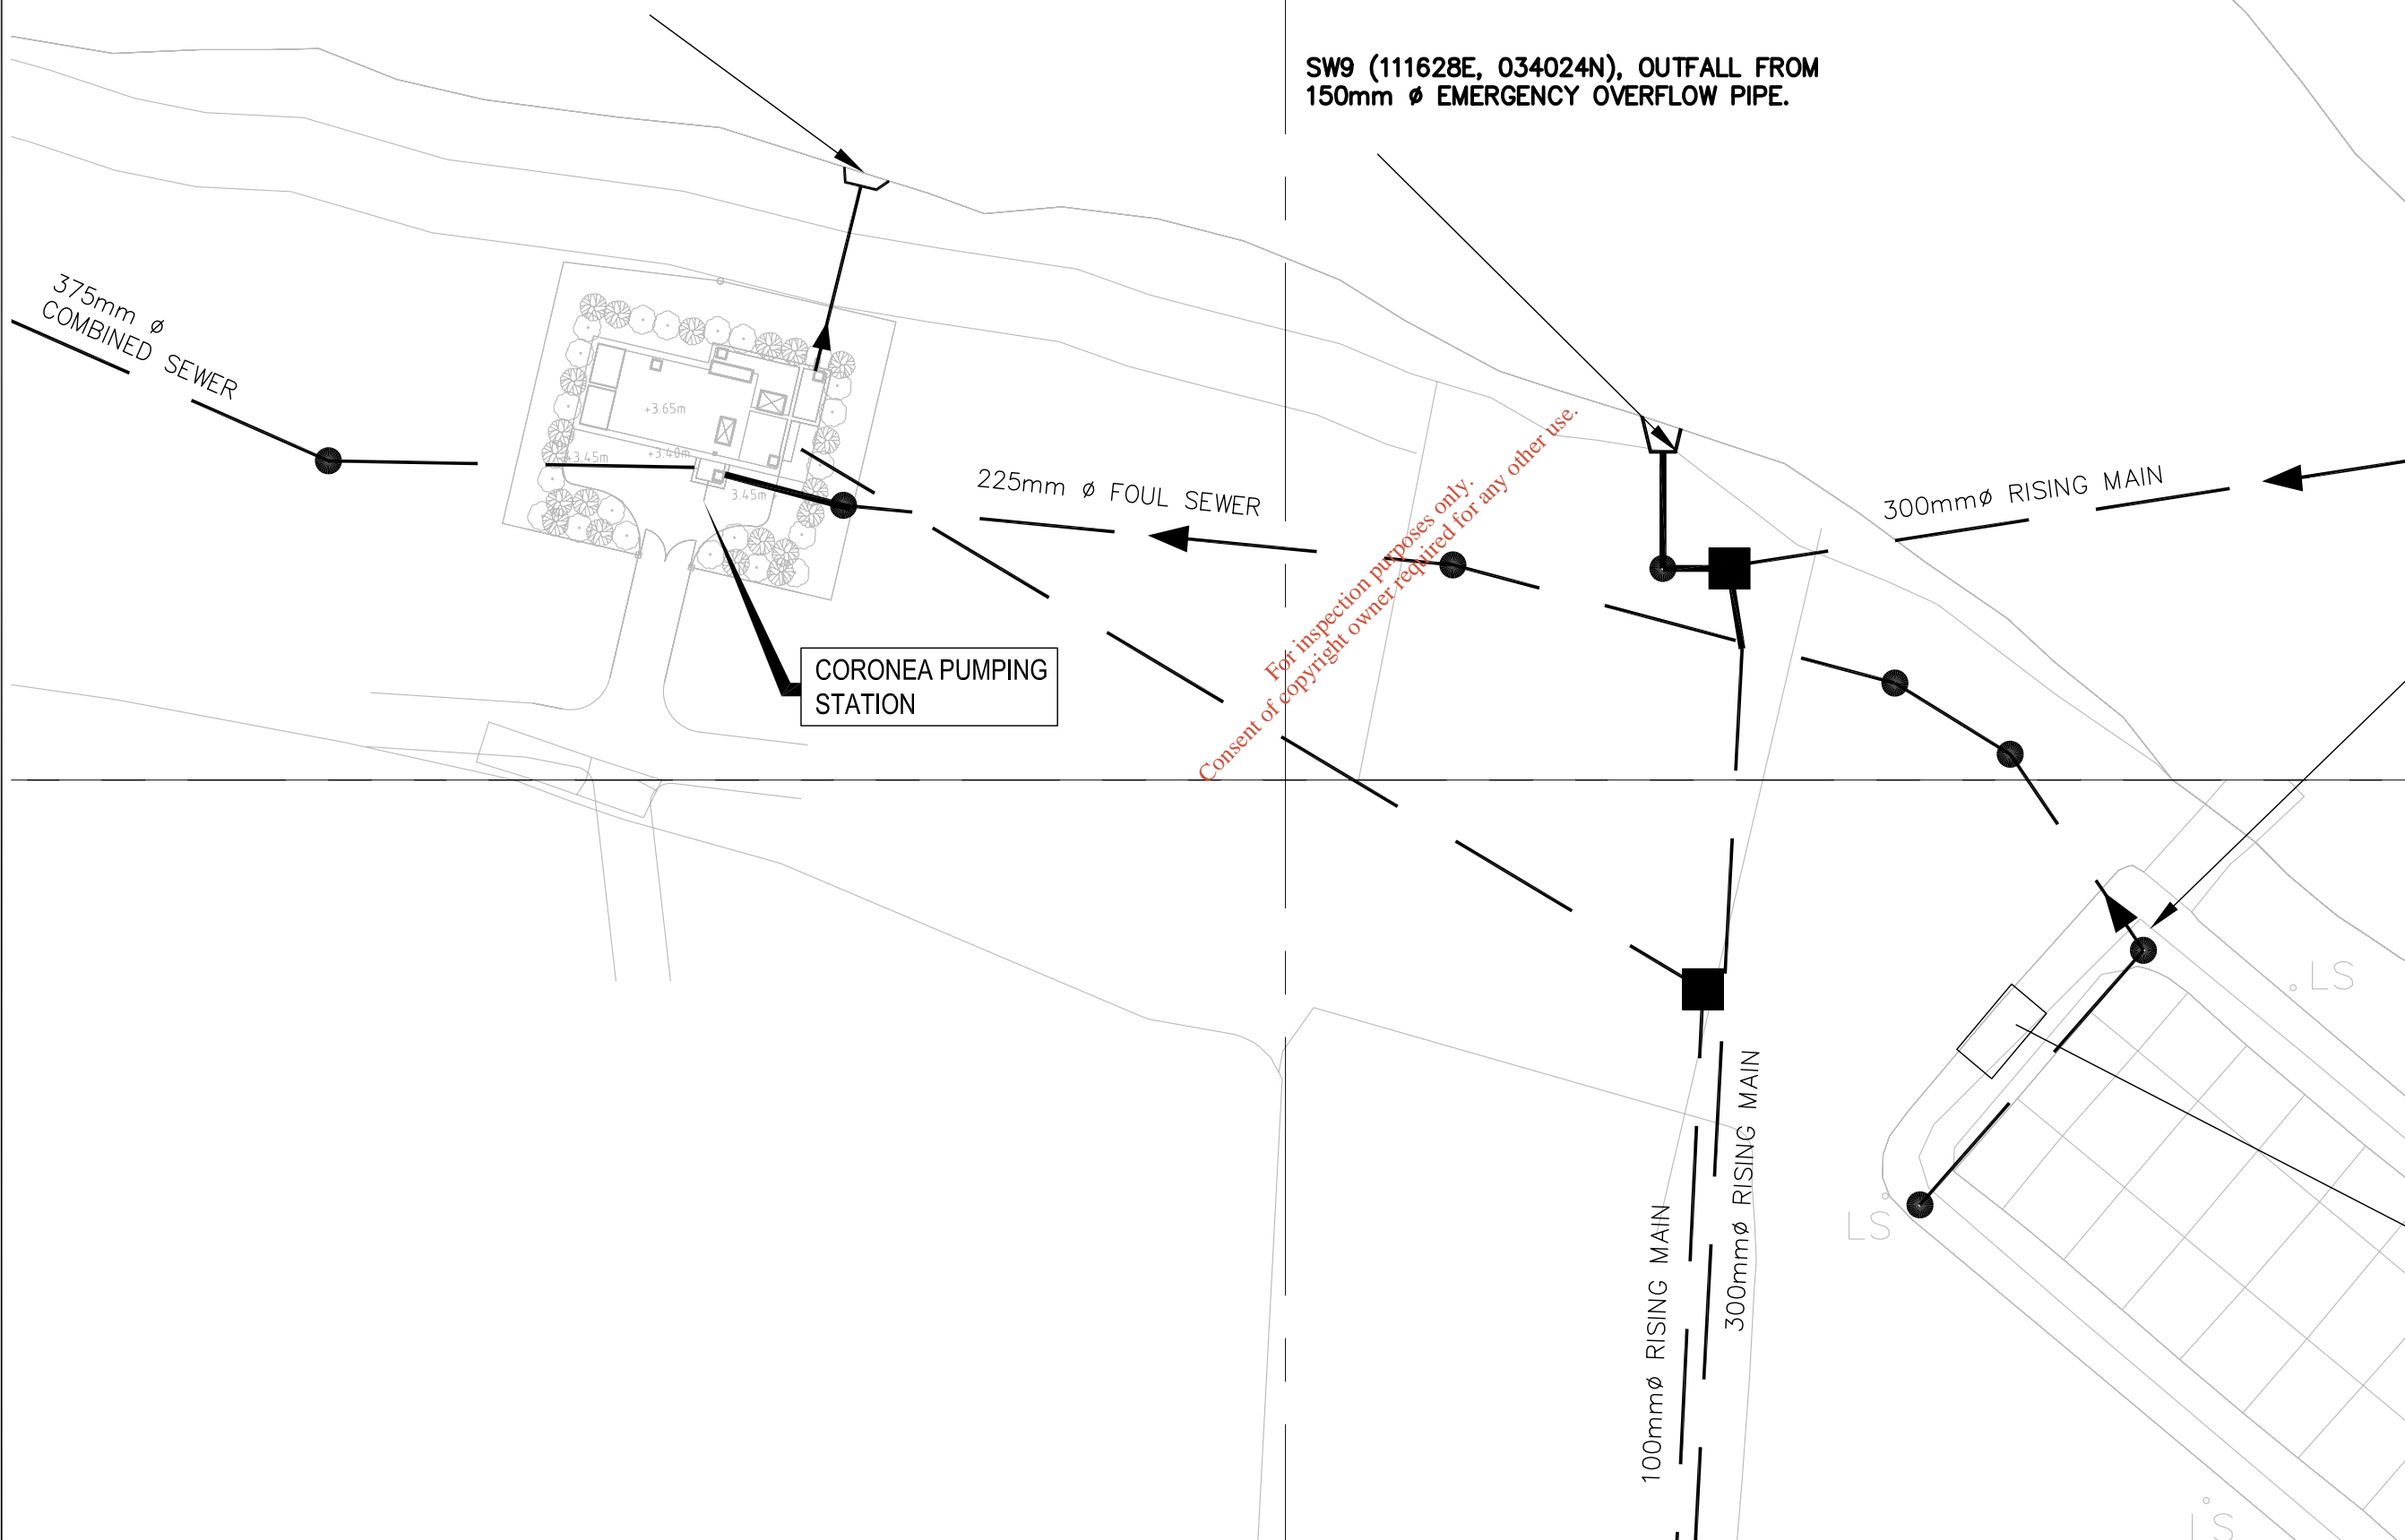 SW9 (111628E, 034024N), OUTFALL FROM
150mm ø EMERGENCY OVERFLOW PIPE.
375mm ø
COMBINED SEWER
+3.65m
+3.45m
+3.40m
3.45m +
225mm ø FOUL SEWER
300mmø RISING MAIN
For inspection purposes only.
Consent of copyright owner required for any other use.
CORONEA PUMPING
STATION
LS
LS
100mmø RISING MAIN
300mmø RISING MAIN
LS